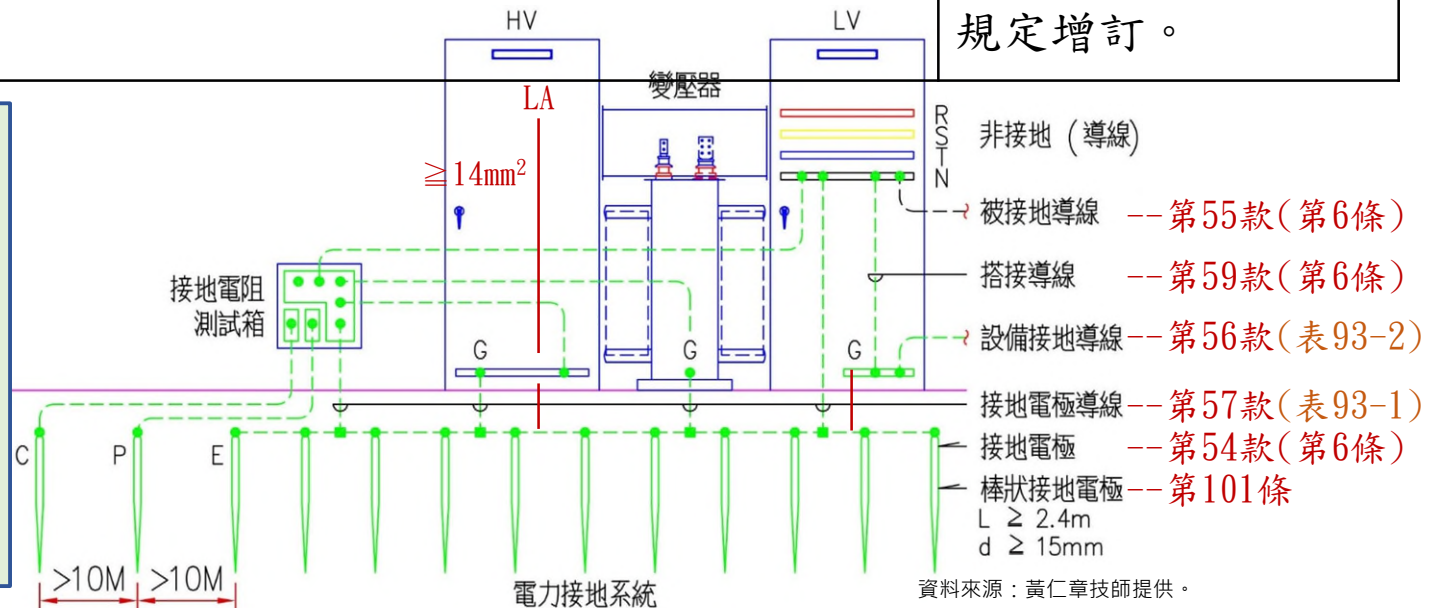 規定增訂。
HV
LV
變壓器
LA
≧14mm²
R
S
T
N
非接地 (導線)
被接地導線 --第55款(第6條)
搭接導線 --第59款(第6條)
接地電阻
測試箱
設備接地導線--第56款(表93-2)
G
G
G
接地電極導線--第57款(表93-1)
C
P
E
接地電極 --第54款(第6條)
棒狀接地電極--第101條
L ≥ 2.4m
d ≥ 15mm
>10M
>10M
電力接地系統
資料來源：黃仁章技師提供。